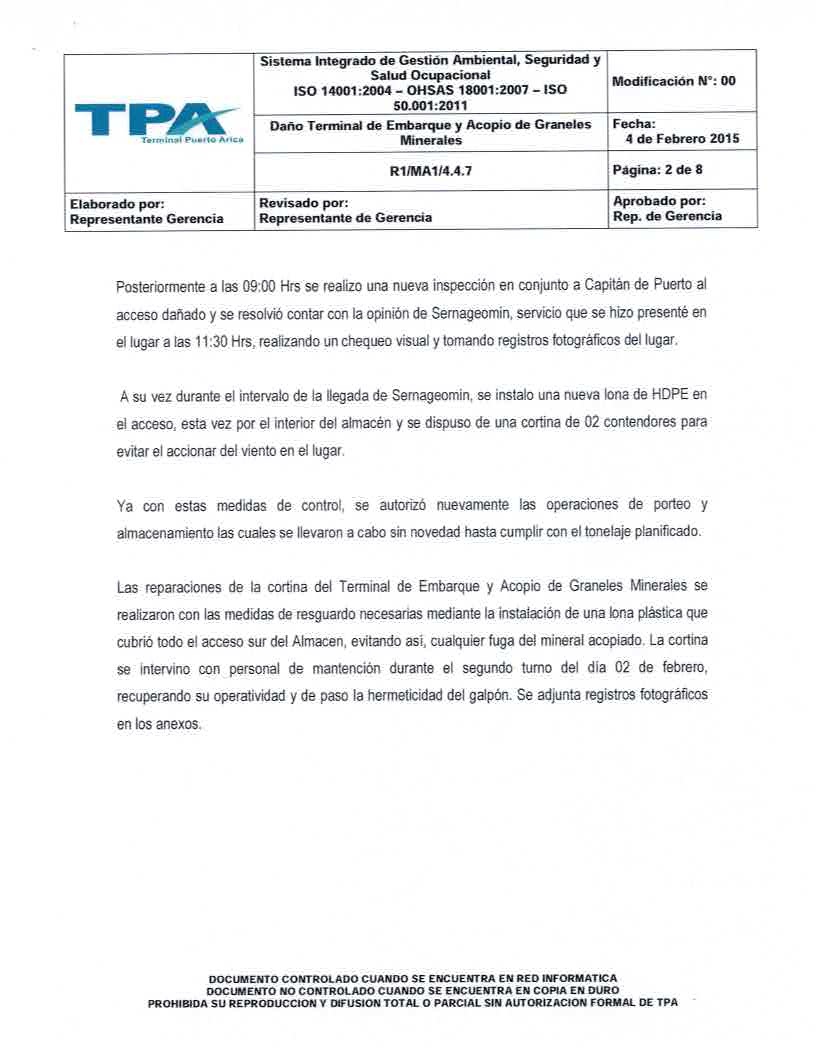 TPA
Terminal Puerto Arica
Sistema Integrado de Gestión Ambiental, Seguridad y
Salud Ocupacional
ISO 14001:2004 – OHSAS 18001:2007 – ISO
50.001:2011
Modificación N°: 00
Daño Terminal de Embarque y Acopio de Graneles
Minerales
Fecha:
4 de Febrero 2015
R1/MA1/4.4.7
Página: 2 de 8
Elaborado por:
Representante Gerencia
Revisado por:
Representante de Gerencia
Aprobado por:
Rep. de Gerencia
Posteriormente a las 09:00 Hrs se realizo una nueva inspección en conjunto a Capitán de Puerto al
acceso dañado y se resolvió contar con la opinión de Sernageomin, servicio que se hizo presenté en
el lugar a las 11:30 Hrs, realizando un chequeo visual y tomando registros fotográficos del lugar.
A su vez durante el intervalo de la llegada de Sernageomin, se instalo una nueva lona de HDPE en
el acceso, esta vez por el interior del almacén y se dispuso de una cortina de 02 contendores para
evitar el accionar del viento en el lugar.
Ya con estas medidas de control, se autorizó nuevamente las operaciones de porteo y
almacenamiento las cuales se llevaron a cabo sin novedad hasta cumplir con el tonelaje planificado.
Las reparaciones de la cortina del Terminal de Embarque y Acopio de Graneles Minerales se
realizaron con las medidas de resguardo necesarias mediante la instalación de una lona plástica que
cubrió todo el acceso sur del Almacen, evitando así, cualquier fuga del mineral acopiado. La cortina
se intervino con personal de mantención durante el segundo turno del día 02 de febrero,
recuperando su operatividad y de paso la hermeticidad del galpón. Se adjunta registros fotográficos
en los anexos.
DOCUMENTO CONTROLADO CUANDO SE ENCUENTRA EN RED INFORMATICA
DOCUMENTO NO CONTROLADO CUANDO SE ENCUENTRA EN COPIA EN DURO
PROHIBIDA SU REPRODUCCION Y DIFUSION TOTAL O PARCIAL SIN AUTORIZACION FORMAL DE TPA